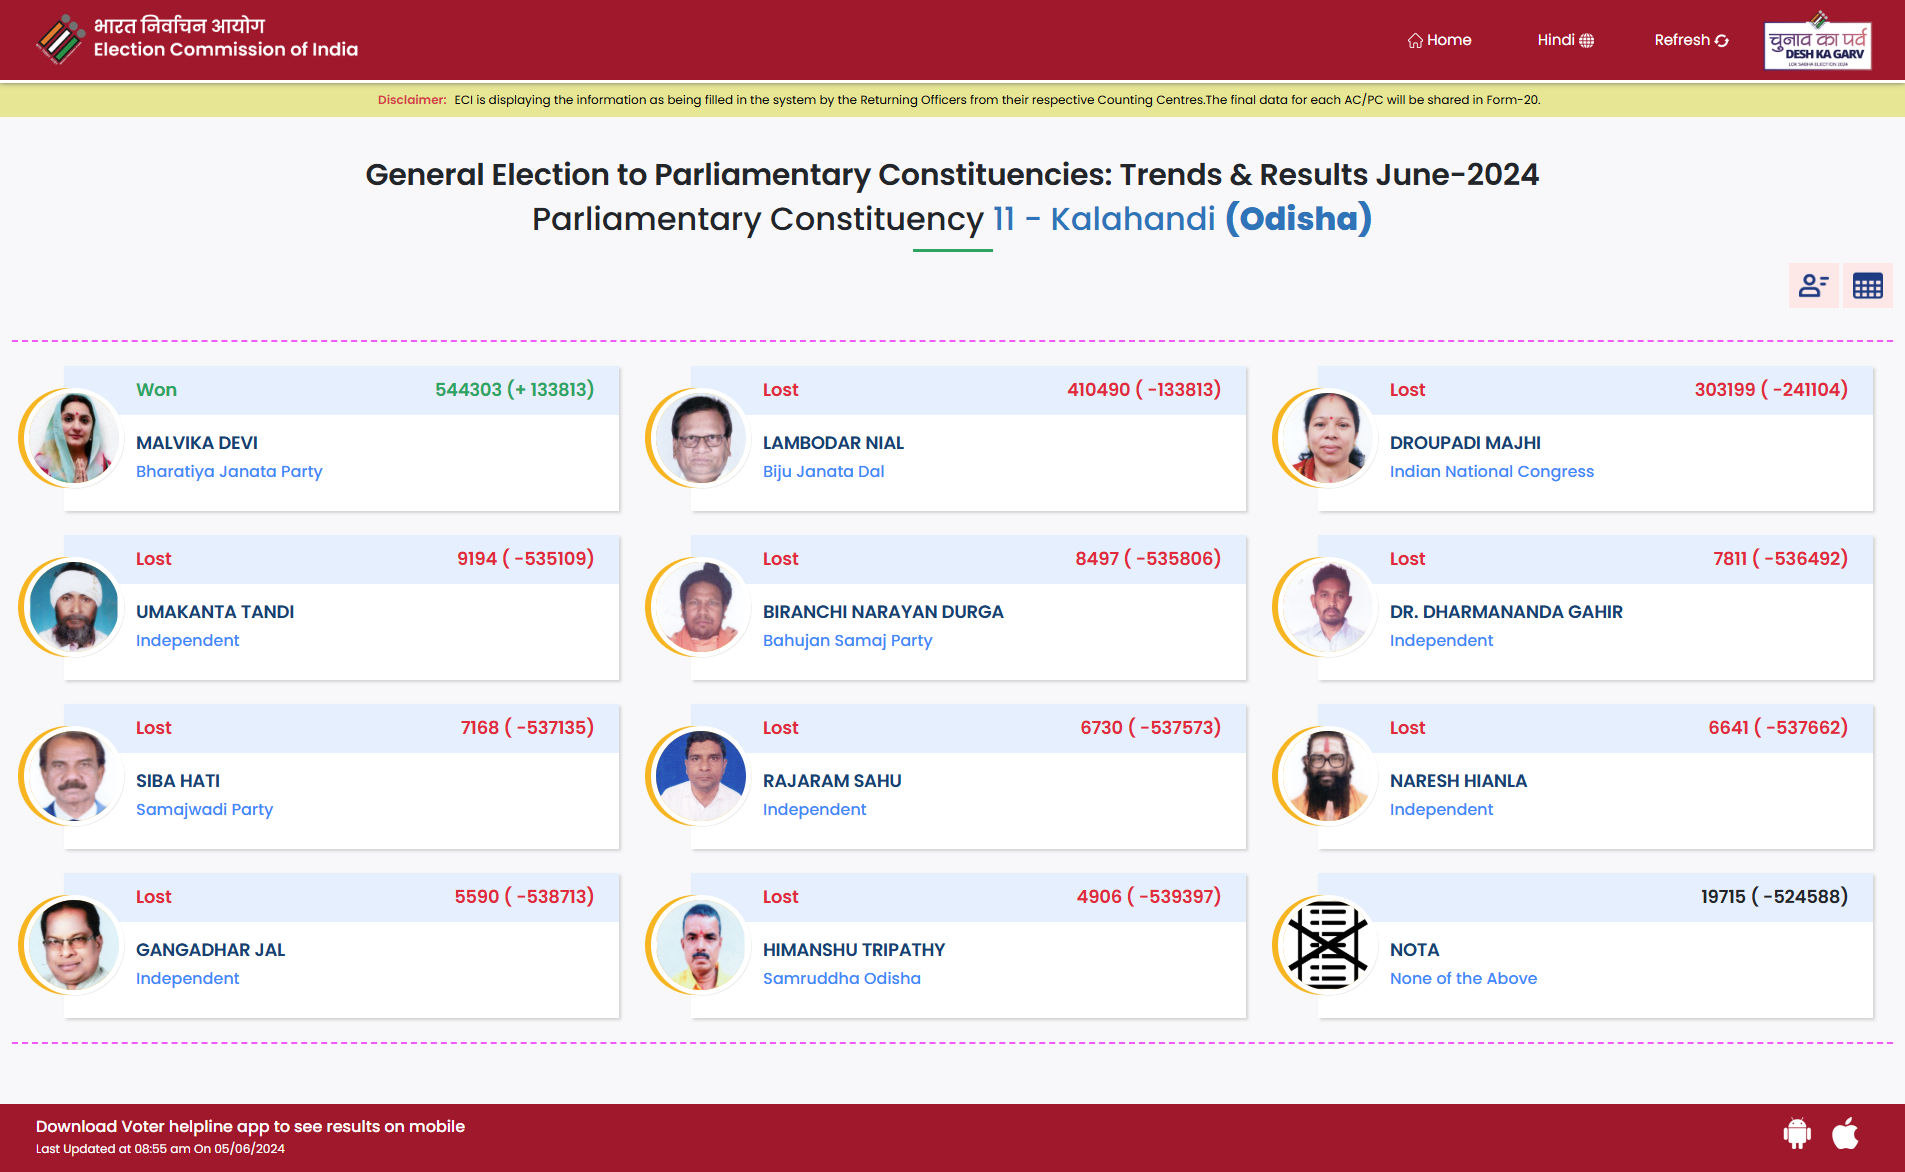 भारत निर्वाचन आयोग
Election Commission of India
Home
Hindi
Refresh
चुनाव का पर्व
DESH KA GARV
LOK SABHA ELECTION 2024
Disclaimer: ECI is displaying the information as being filled in the system by the Returning Officers from their respective Counting Centres.The final data for each AC/PC will be shared in Form-20.
General Election to Parliamentary Constituencies: Trends & Results June-2024
Parliamentary Constituency 11 - Kalahandi (Odisha)
Won 544303 (+ 133813)
MALVIKA DEVI
Bharatiya Janata Party
Lost 410490 ( -133813)
LAMBODAR NIAL
Biju Janata Dal
Lost 303199 ( -241104)
DROUPADI MAJHI
Indian National Congress
Lost 9194 ( -535109)
UMAKANTA TANDI
Independent
Lost 8497 ( -535806)
BIRANCHI NARAYAN DURGA
Bahujan Samaj Party
Lost 7811 ( -536492)
DR. DHARMANANDA GAHIR
Independent
Lost 7168 ( -537135)
SIBA HATI
Samajwadi Party
Lost 6730 ( -537573)
RAJARAM SAHU
Independent
Lost 6641 ( -537662)
NARESH HIANLA
Independent
Lost 5590 ( -538713)
GANGADHAR JAL
Independent
Lost 4906 ( -539397)
HIMANSHU TRIPATHY
Samruddha Odisha
19715 ( -524588)
NOTA
None of the Above
Download Voter helpline app to see results on mobile
Last Updated at 08:55 am On 05/06/2024